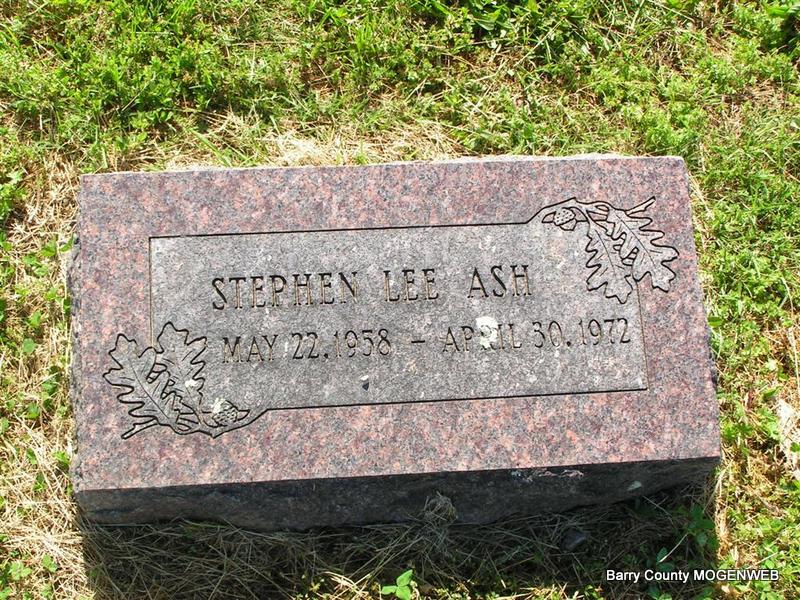 STEPHEN LEE ASH
MAY 22, 1958 - APRIL 30, 1972
Barry County MOGENWEB